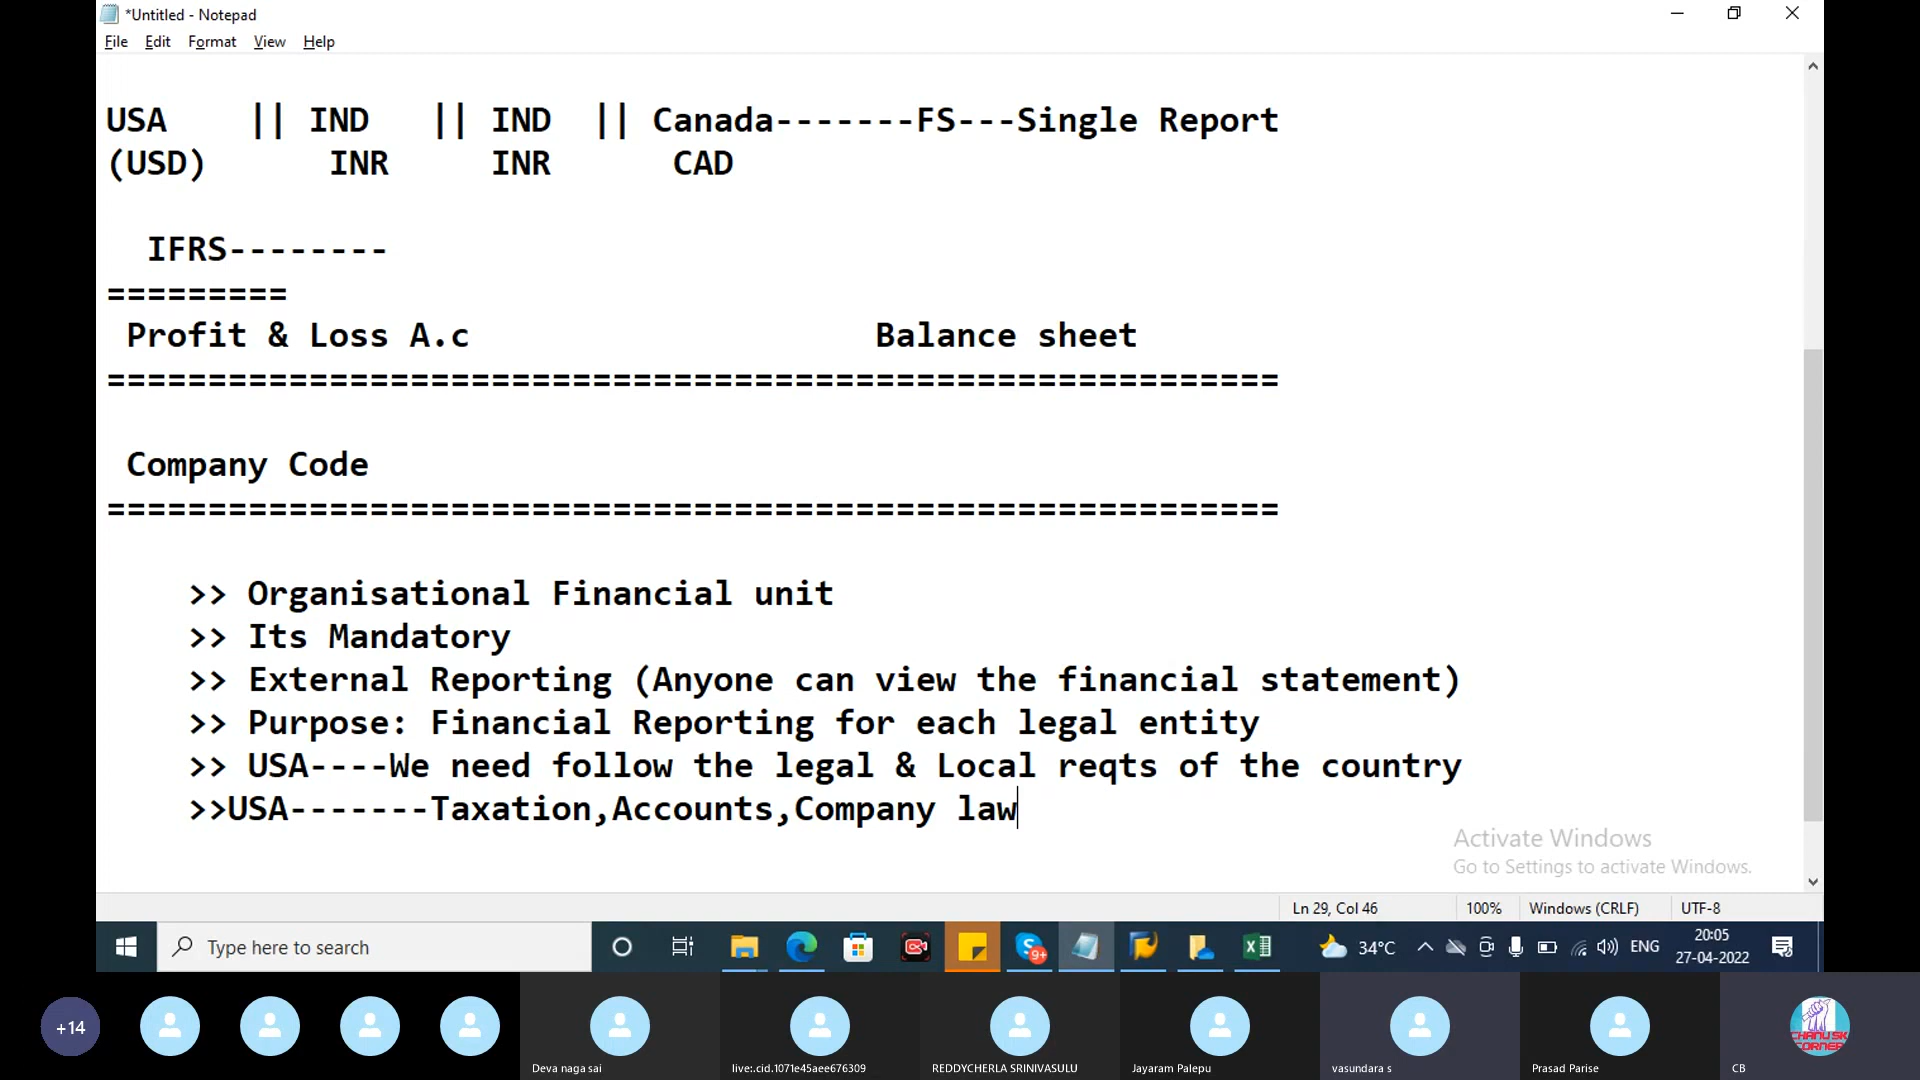 *Untitled - Notepad
File Edit Format View Help
USA || IND || IND || Canada-------FS---Single Report
(USD) INR INR CAD
IFRS--------
=========
Profit & Loss A.c Balance sheet
==========================================================
Company Code
==========================================================
>> Organisational Financial unit
>> Its Mandatory
>> External Reporting (Anyone can view the financial statement)
>> Purpose: Financial Reporting for each legal entity
>> USA----We need follow the legal & Local reqts of the country
>>USA-------Taxation,Accounts,Company law
Activate Windows
Go to Settings to activate Windows.
Ln 29, Col 46 100% Windows (CRLF) UTF-8
Type here to search
9+
34°C ENG
20:05
27-04-2022
+14
CHANUSK
CORNER
Deva naga sai live:.cid.1071e45aee676309 REDDYCHERLA SRINIVASULU Jayaram Palepu vasundara s Prasad Parise CB